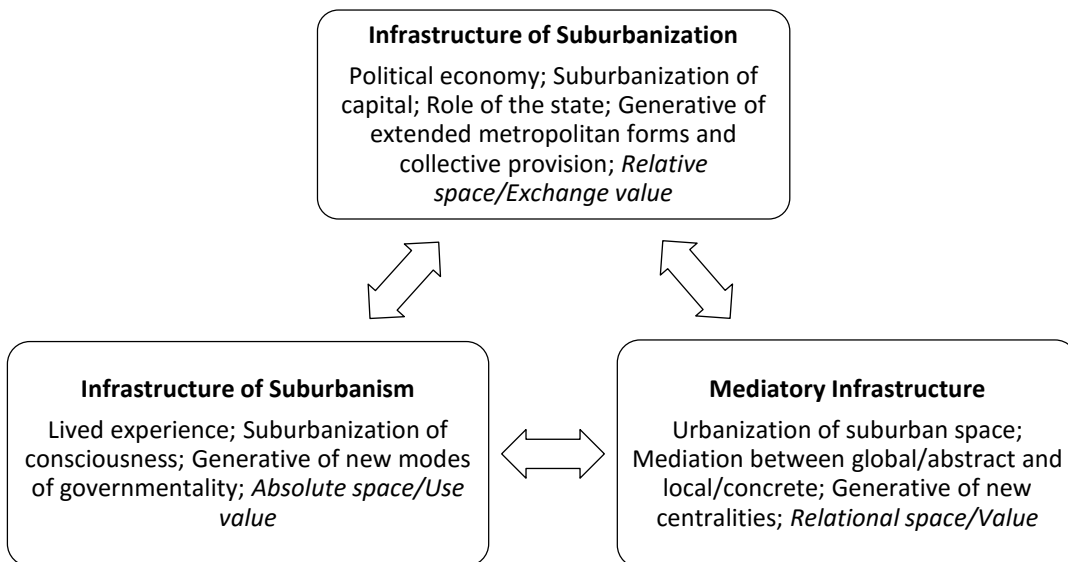 Infrastructure of Suburbanization
Political economy; Suburbanization of
capital; Role of the state; Generative of
extended metropolitan forms and
collective provision; Relative
space/Exchange value
Infrastructure of Suburbanism
Lived experience; Suburbanization of
consciousness; Generative of new modes
of governmentality; Absolute space/Use
value
Mediatory Infrastructure
Urbanization of suburban space;
Mediation between global/abstract and
local/concrete; Generative of new
centralities; Relational space/Value